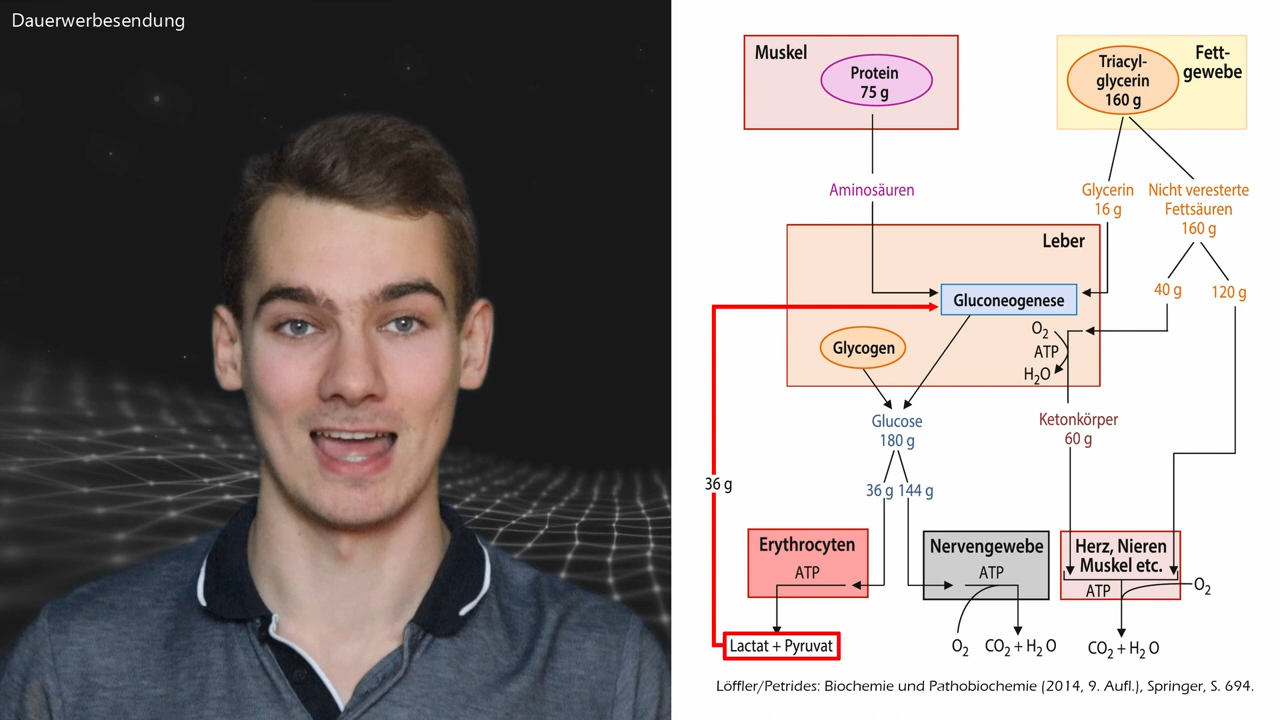 Dauerwerbesendung
Muskel
Protein
75 g
Triacyl-
glycerin
160 g
Fett-
gewebe
Aminosäuren
Glycerin
16 g
Nicht veresterte
Fettsäuren
160 g
Leber
40 g
120 g
Gluconeogenese
Glycogen
O2
ATP
H2O
Glucose
180 g
Ketonkörper
60 g
36 g
36 g
144 g
Erythrocyten
ATP
Nervengewebe
ATP
Herz, Nieren
Muskel etc.
ATP
O2
Lactat + Pyruvat
O2
CO2 + H2 O
CO2 + H2 O
Löffler/Petrides: Biochemie und Pathobiochemie (2014, 9. Aufl.), Springer, S. 694.